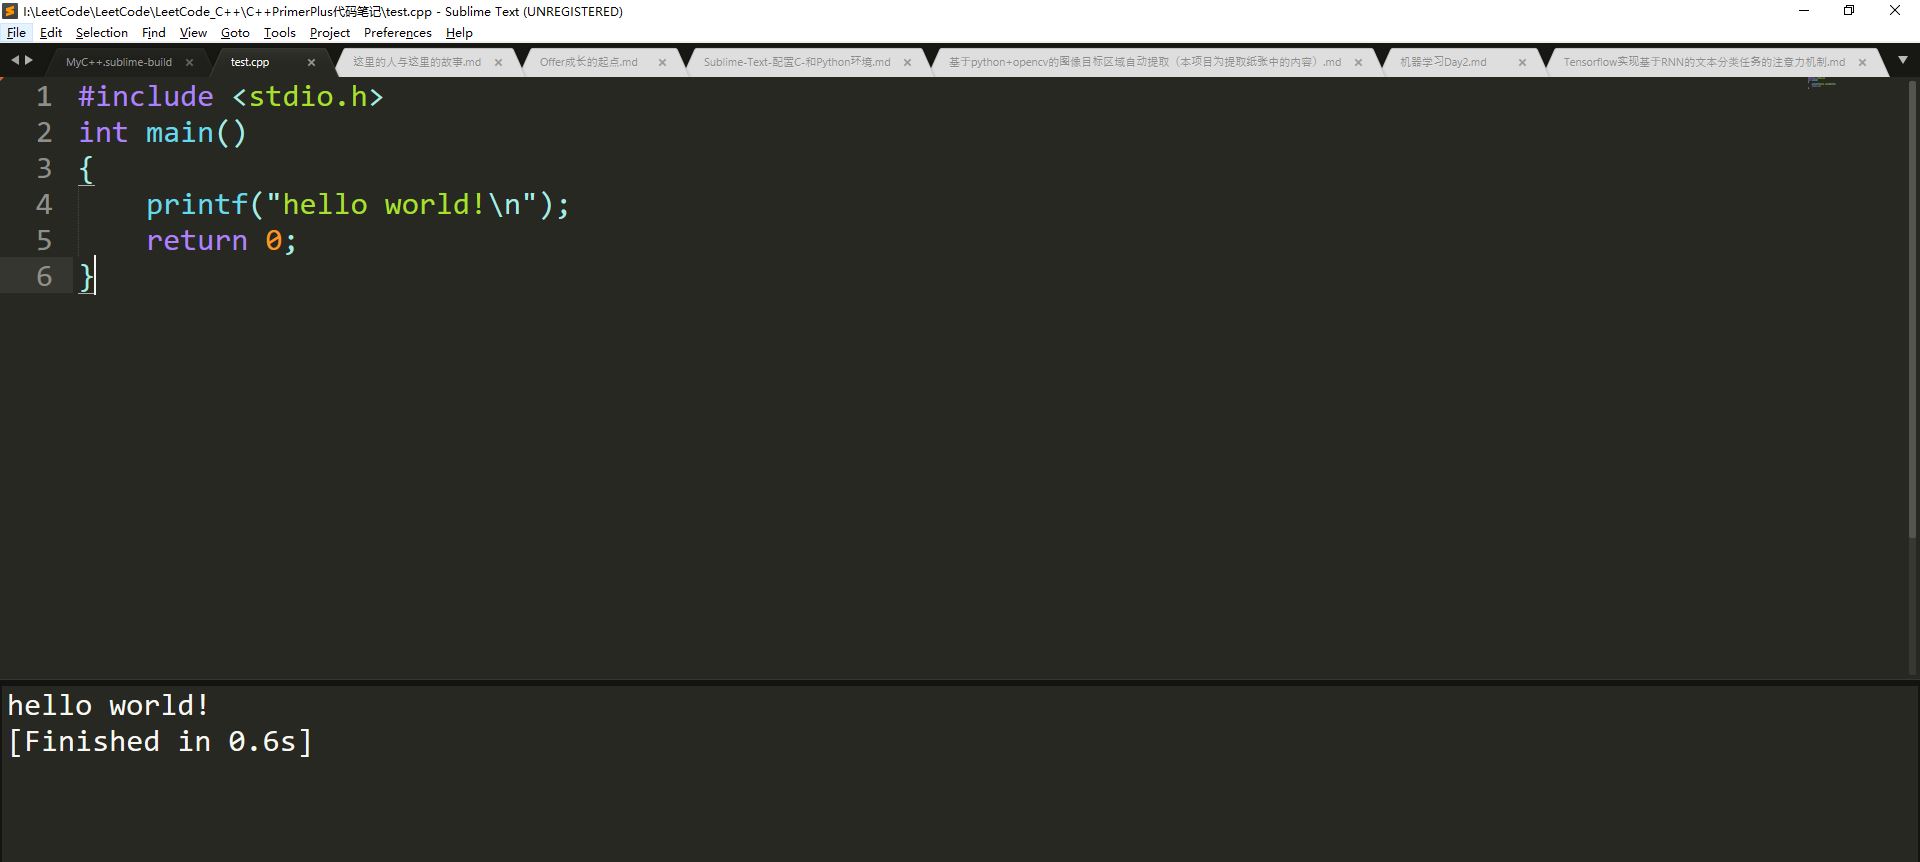 I:\LeetCode\LeetCode\LeetCode_C++\C++PrimerPlus代码笔记\test.cpp - Sublime Text (UNREGISTERED)
File Edit Selection Find View Goto Tools Project Preferences Help
MyC++.sublime-build test.cpp 这里的人与这里的故事.md Offer成长的起点.md Sublime-Text-配置C-和Python环境.md 基于python+opencv的图像目标区域自动提取（本项目为提取纸张中的内容）.md 机器学习Day2.md Tensorflow实现基于RNN的文本分类任务的注意力机制.md
1 #include <stdio.h>
2 int main()
3 {
4     printf("hello world!\n");
5     return 0;
6 }
hello world!
[Finished in 0.6s]